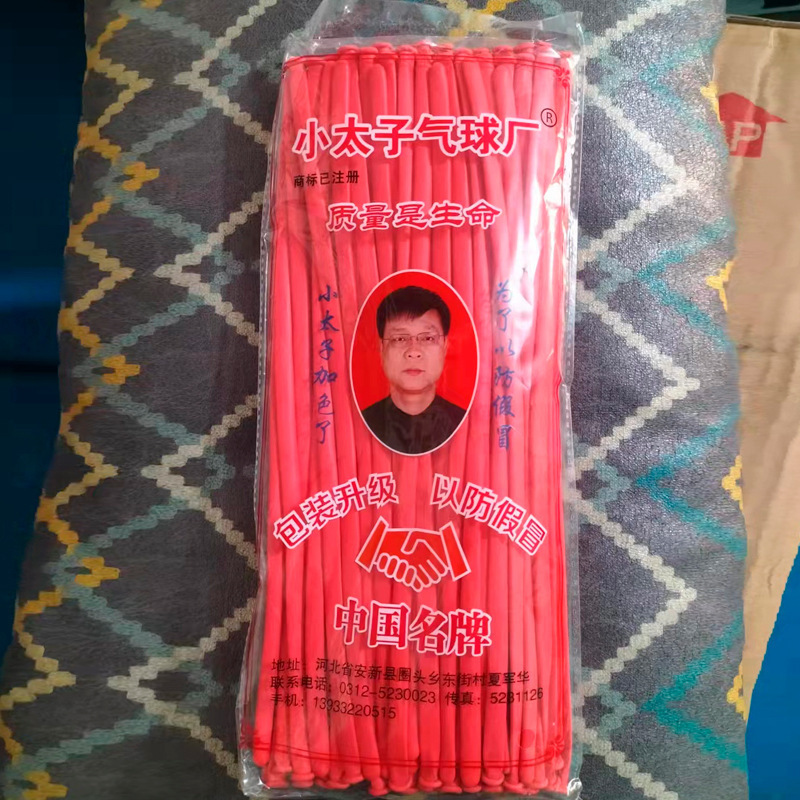 小太子气球厂®
商标已注册
质量是生命
小太子加色了
为了以防假冒
包装升级 以防假冒
中国名牌
地址：河北省安新县圈头乡东街村夏军华
联系电话：0312-5230023 传真：5281126
手机：13933220515